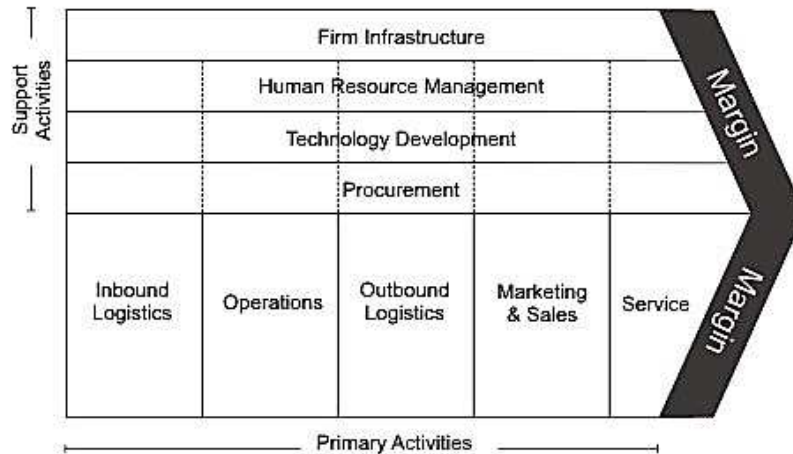 Firm Infrastructure
Human Resource Management
Technology Development
Procurement
Support
Activities
Margin
Inbound
Logistics
Operations
Outbound
Logistics
Marketing
& Sales
Service
Margin
Primary Activities